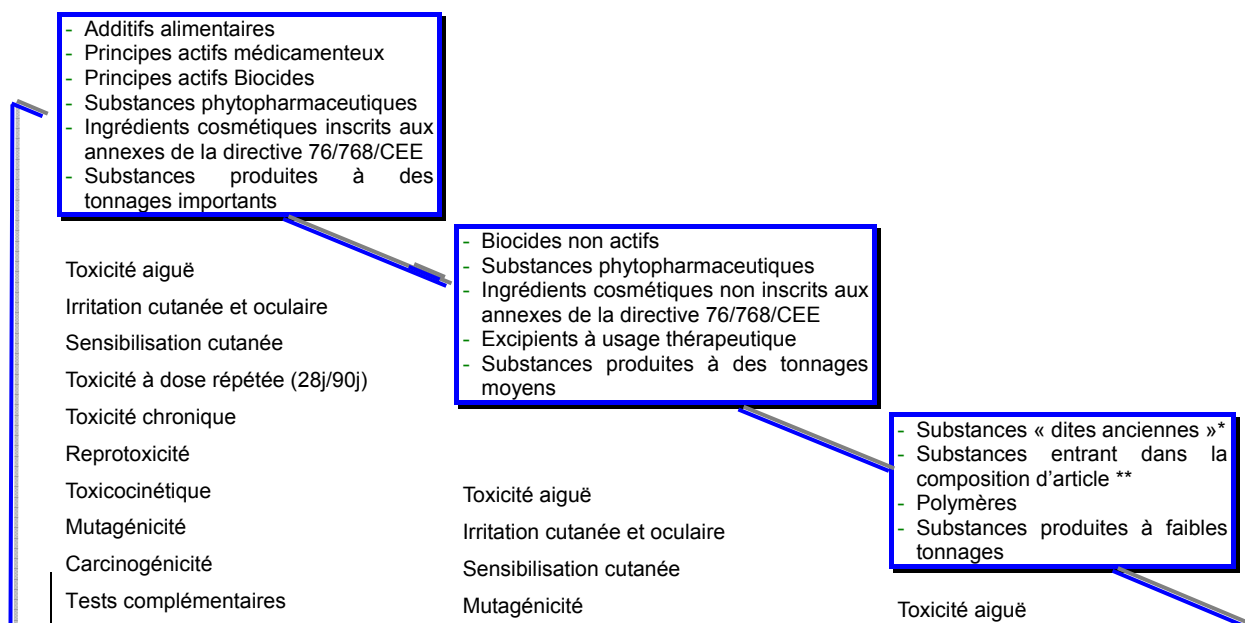 - Additifs alimentaires
- Principes actifs médicamenteux
- Principes actifs Biocides
- Substances phytopharmaceutiques
- Ingrédients cosmétiques inscrits aux
annexes de la directive 76/768/CEE
- Substances produites à des
tonnages importants
Toxicité aiguë
Irritation cutanée et oculaire
Sensibilisation cutanée
Toxicité à dose répétée (28j/90j)
Toxicité chronique
Reprotoxicité
Toxicocinétique
Mutagénicité
Carcinogénicité
Tests complémentaires
- Biocides non actifs
- Substances phytopharmaceutiques
- Ingrédients cosmétiques non inscrits aux
annexes de la directive 76/768/CEE
- Excipients à usage thérapeutique
- Substances produites à des tonnages
moyens
Toxicité aiguë
Irritation cutanée et oculaire
Sensibilisation cutanée
Mutagénicité
- Substances « dites anciennes »*
- Substances entrant dans la
composition d'article **
- Polymères
- Substances produites à faibles
tonnages
Toxicité aiguë